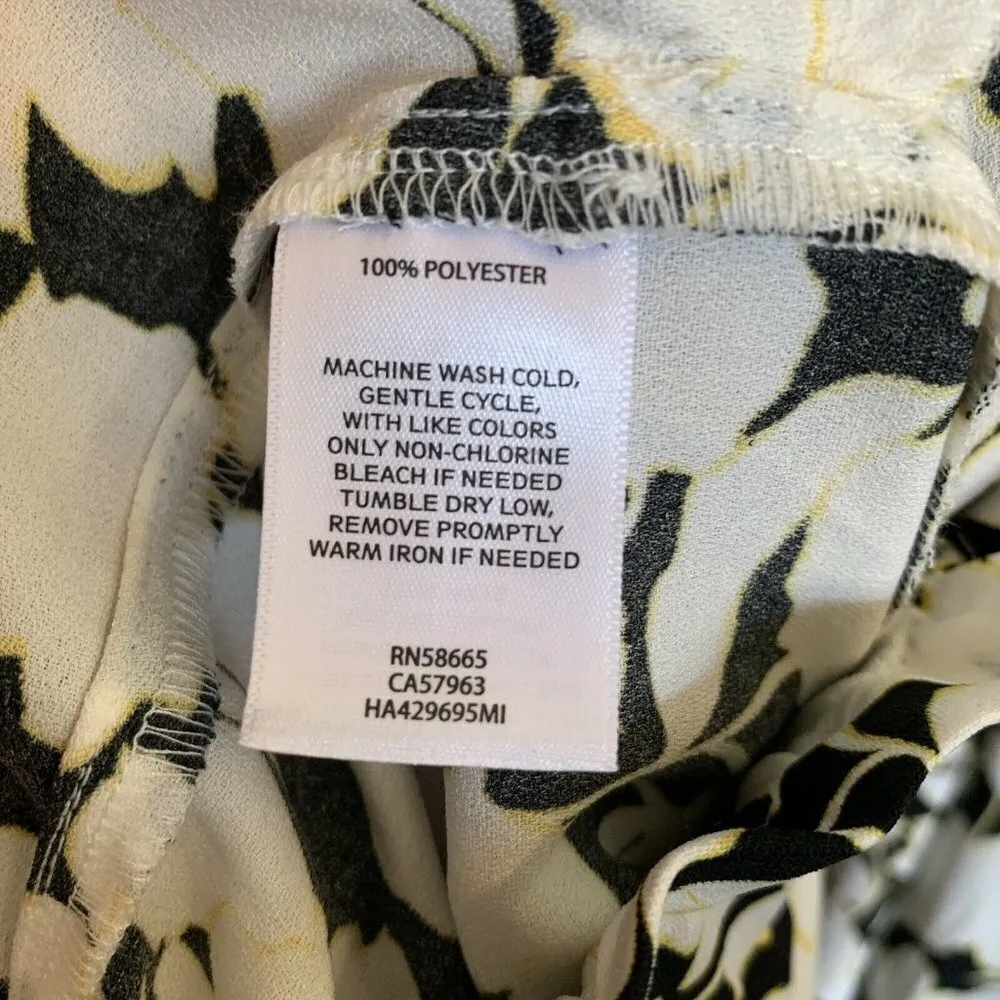 100% POLYESTER
MACHINE WASH COLD,
GENTLE CYCLE,
WITH LIKE COLORS
ONLY NON-CHLORINE
BLEACH IF NEEDED
TUMBLE DRY LOW,
REMOVE PROMPTLY
WARM IRON IF NEEDED
RN58665
CA57963
HA429695MI